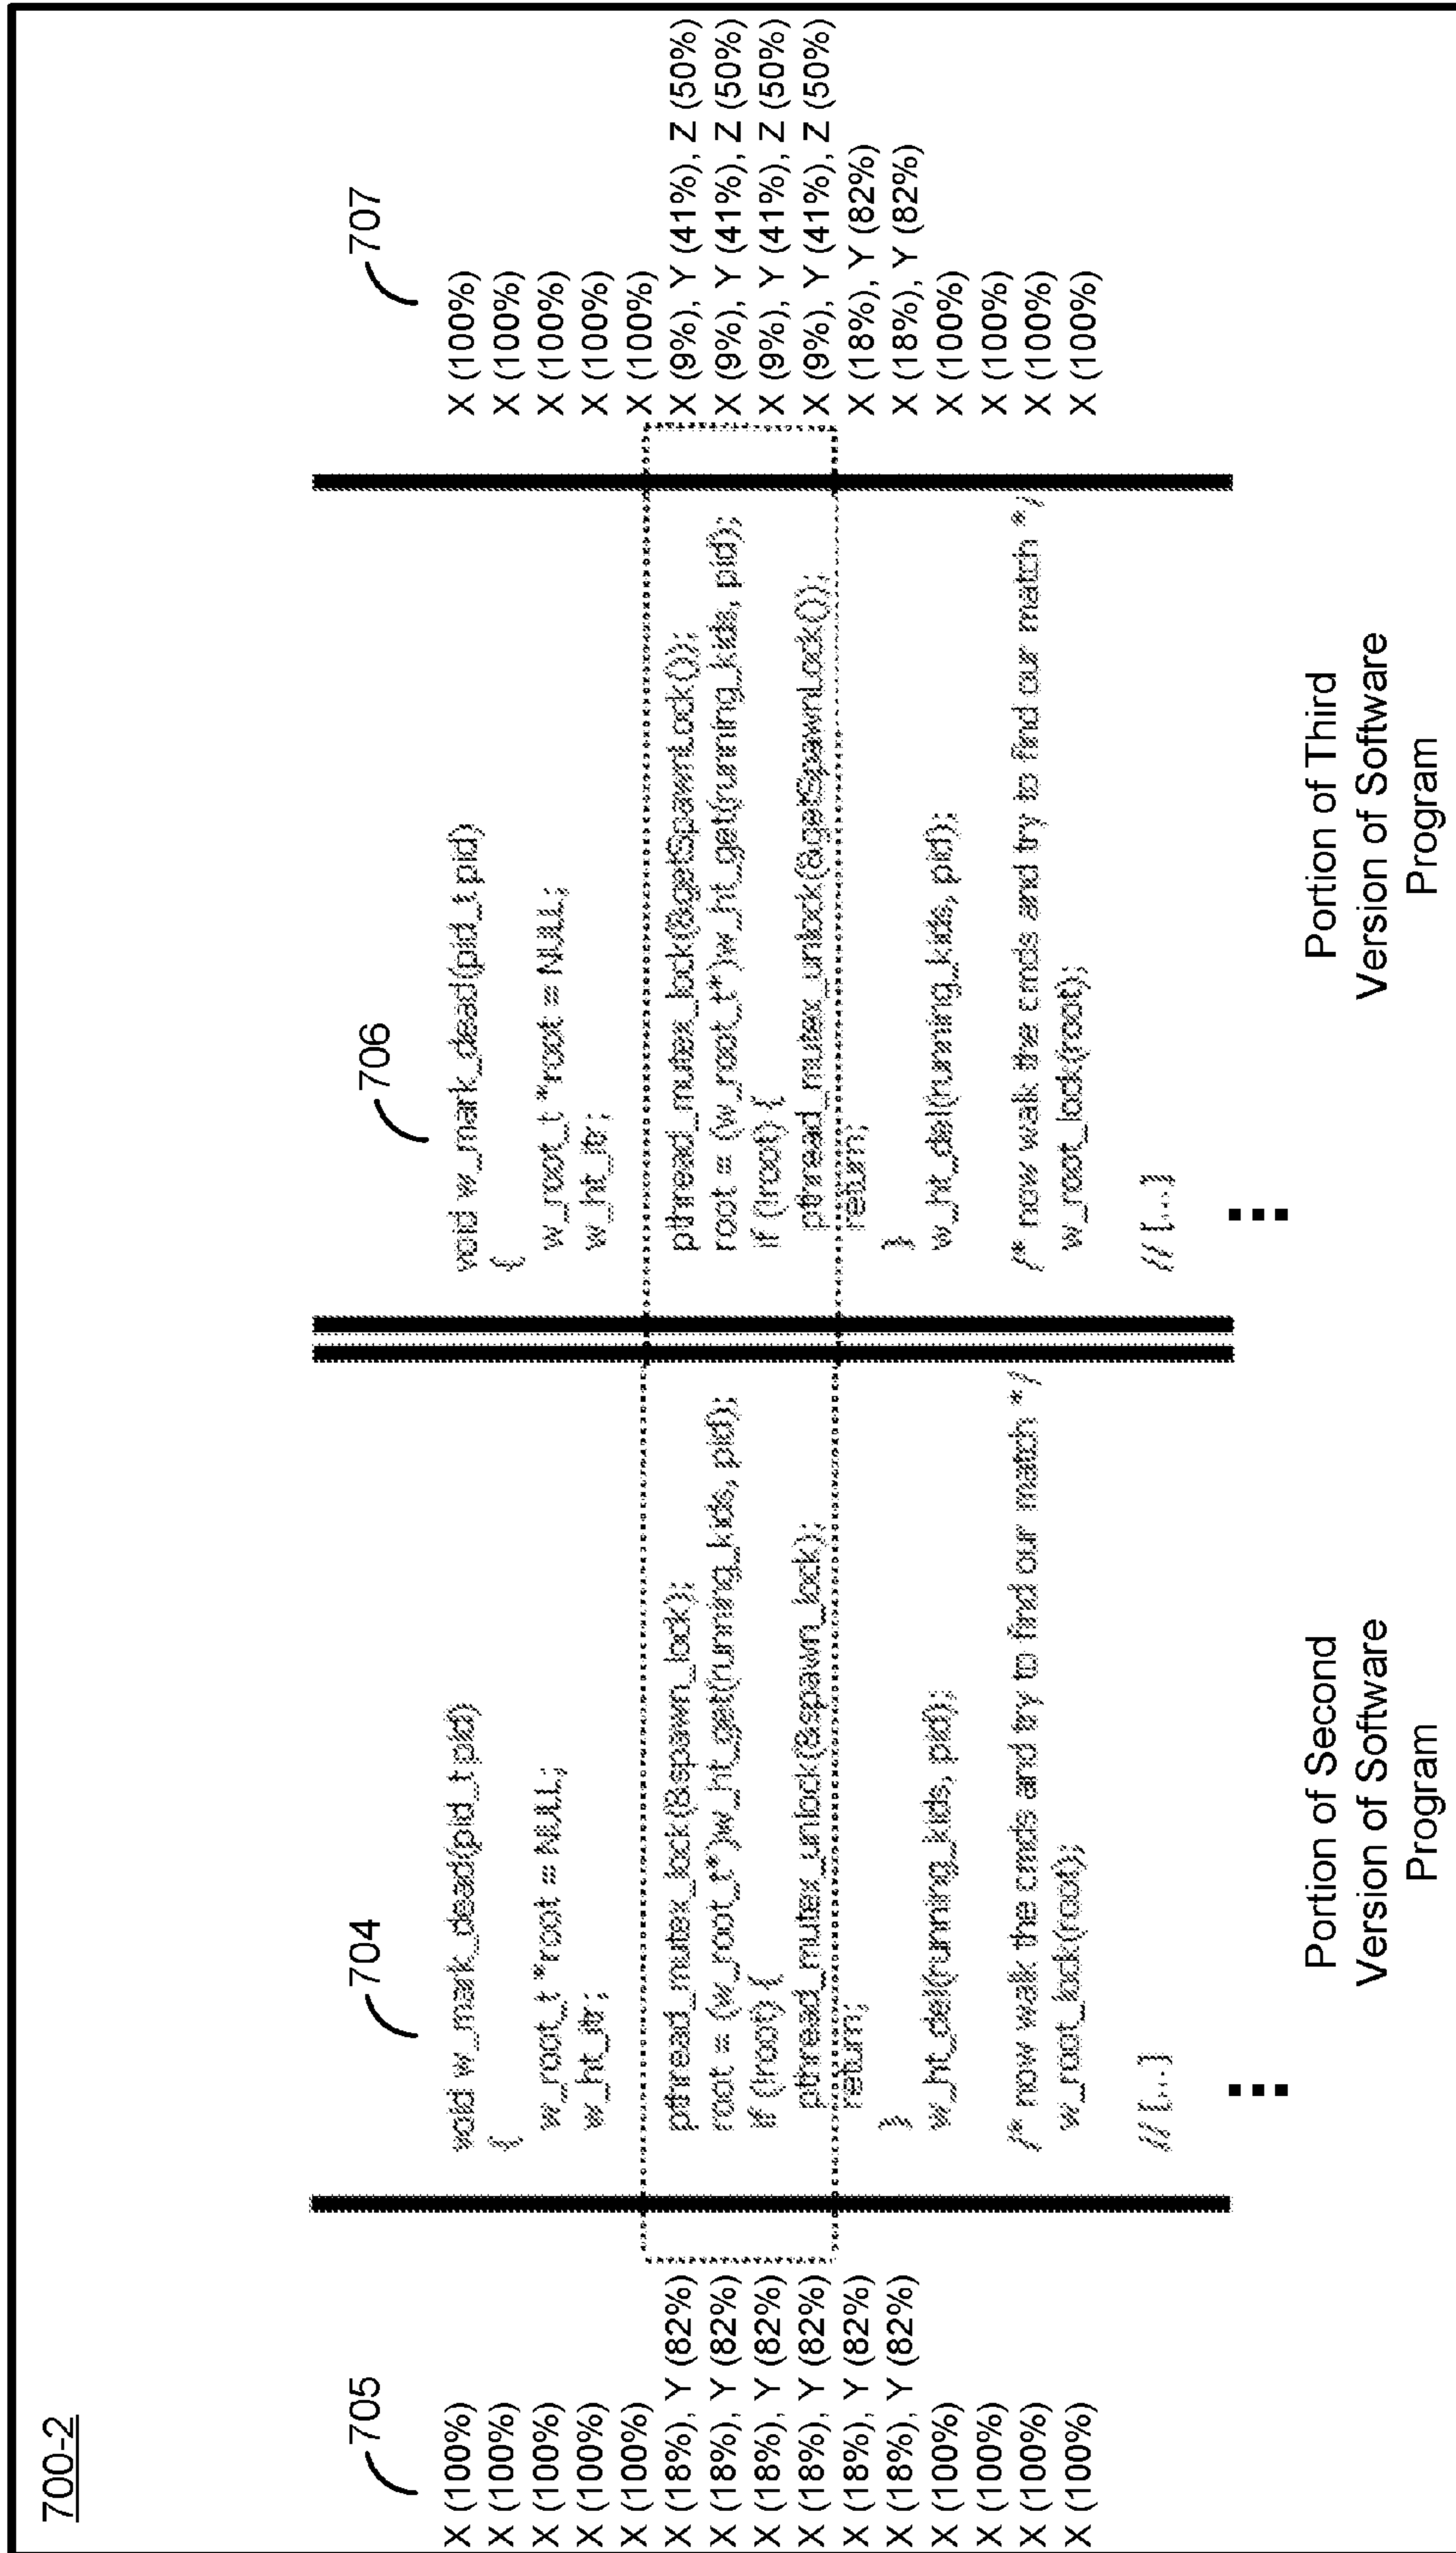 700-2
705
X (100%)
X (100%)
X (100%)
X (100%)
X (100%)
X (18%), Y (82%)
X (18%), Y (82%)
X (18%), Y (82%)
X (18%), Y (82%)
X (18%), Y (82%)
X (18%), Y (82%)
X (100%)
X (100%)
X (100%)
X (100%)
704
void w_mark_dead(pid_t pid)
{
w_root_t *root = NULL;
w_ht_itr;
pthread_mutex_lock(&spawn_lock);
root = (w_root_t*)w_ht_get(running_kids, pid);
if (!root) {
pthread_mutex_unlock(&spawn_lock);
return;
}
w_ht_del(running_kids, pid);
/* now walk the cmds and try to find our match */
w_root_lock(root);
// [...]
Portion of Second
Version of Software
Program
706
void w_mark_dead(pid_t pid)
{
w_root_t *root = NULL;
w_ht_itr;
pthread_mutex_lock(&getSpawnLock());
root = (w_root_t*)w_ht_get(running_kids, pid);
if (!root) {
pthread_mutex_unlock(&getSpawnLock());
return;
}
w_ht_del(running_kids, pid);
/* now walk the cmds and try to find our match */
w_root_lock(root);
// [...]
Portion of Third
Version of Software
Program
707
X (100%)
X (100%)
X (100%)
X (100%)
X (100%)
X (9%), Y (41%), Z (50%)
X (9%), Y (41%), Z (50%)
X (9%), Y (41%), Z (50%)
X (9%), Y (41%), Z (50%)
X (18%), Y (82%)
X (18%), Y (82%)
X (100%)
X (100%)
X (100%)
X (100%)